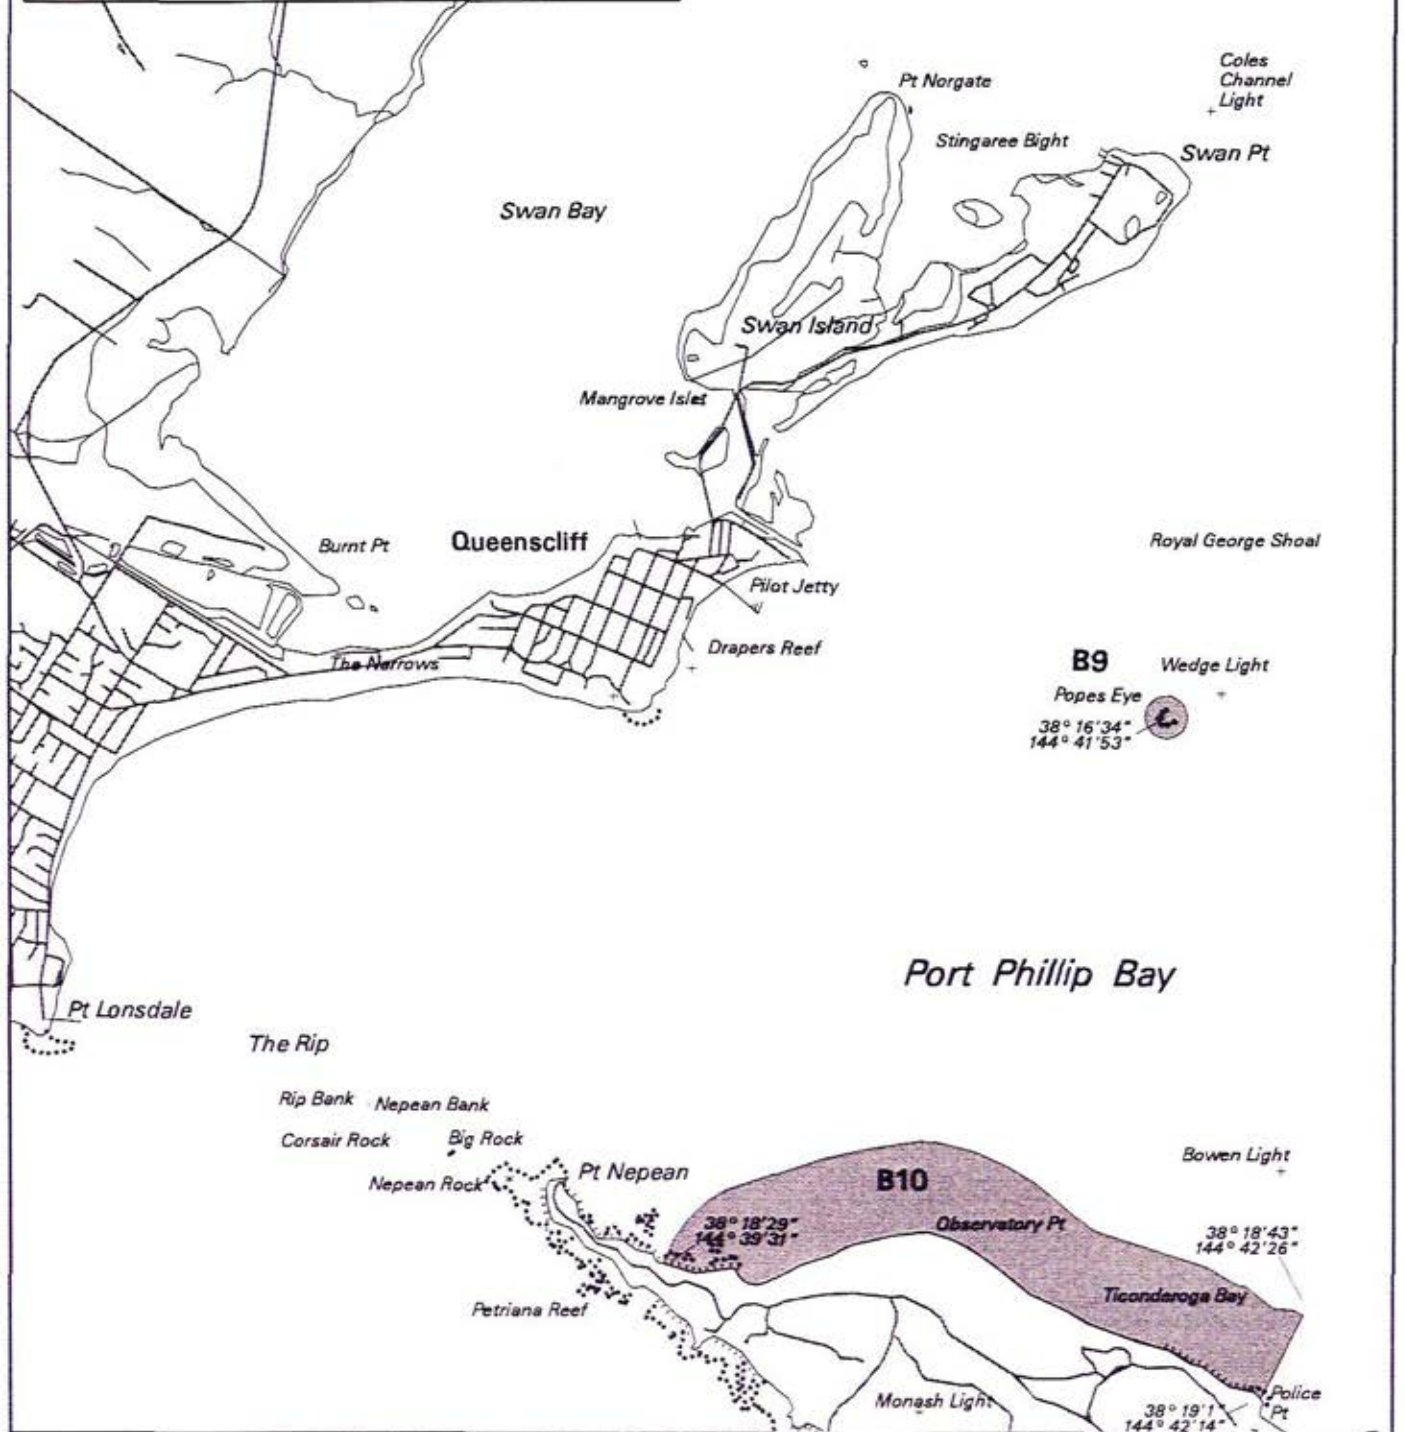 Coles
Channel
Light
Pt Norgate
Stingaree Bight
Swan Pt
Swan Bay
Swan Island
Mangrove Islet
Burnt Pt
Queenscliff
Royal George Shoal
Pilot Jetty
Drapers Reef
The Narrows
B9
Wedge Light
Popes Eye
38° 16'34"
144° 41'53"
Port Phillip Bay
Pt Lonsdale
The Rip
Rip Bank
Nepean Bank
Corsair Rock
Big Rock
Nepean Rock
Pt Nepean
B10
Bowen Light
38° 18'29"
144° 39'31"
Observatory Pt
38° 18'43"
144° 42'26"
Ticonderoga Bay
Petriana Reef
Monash Light
Police
Pt
38° 19'1"
144° 42'14"